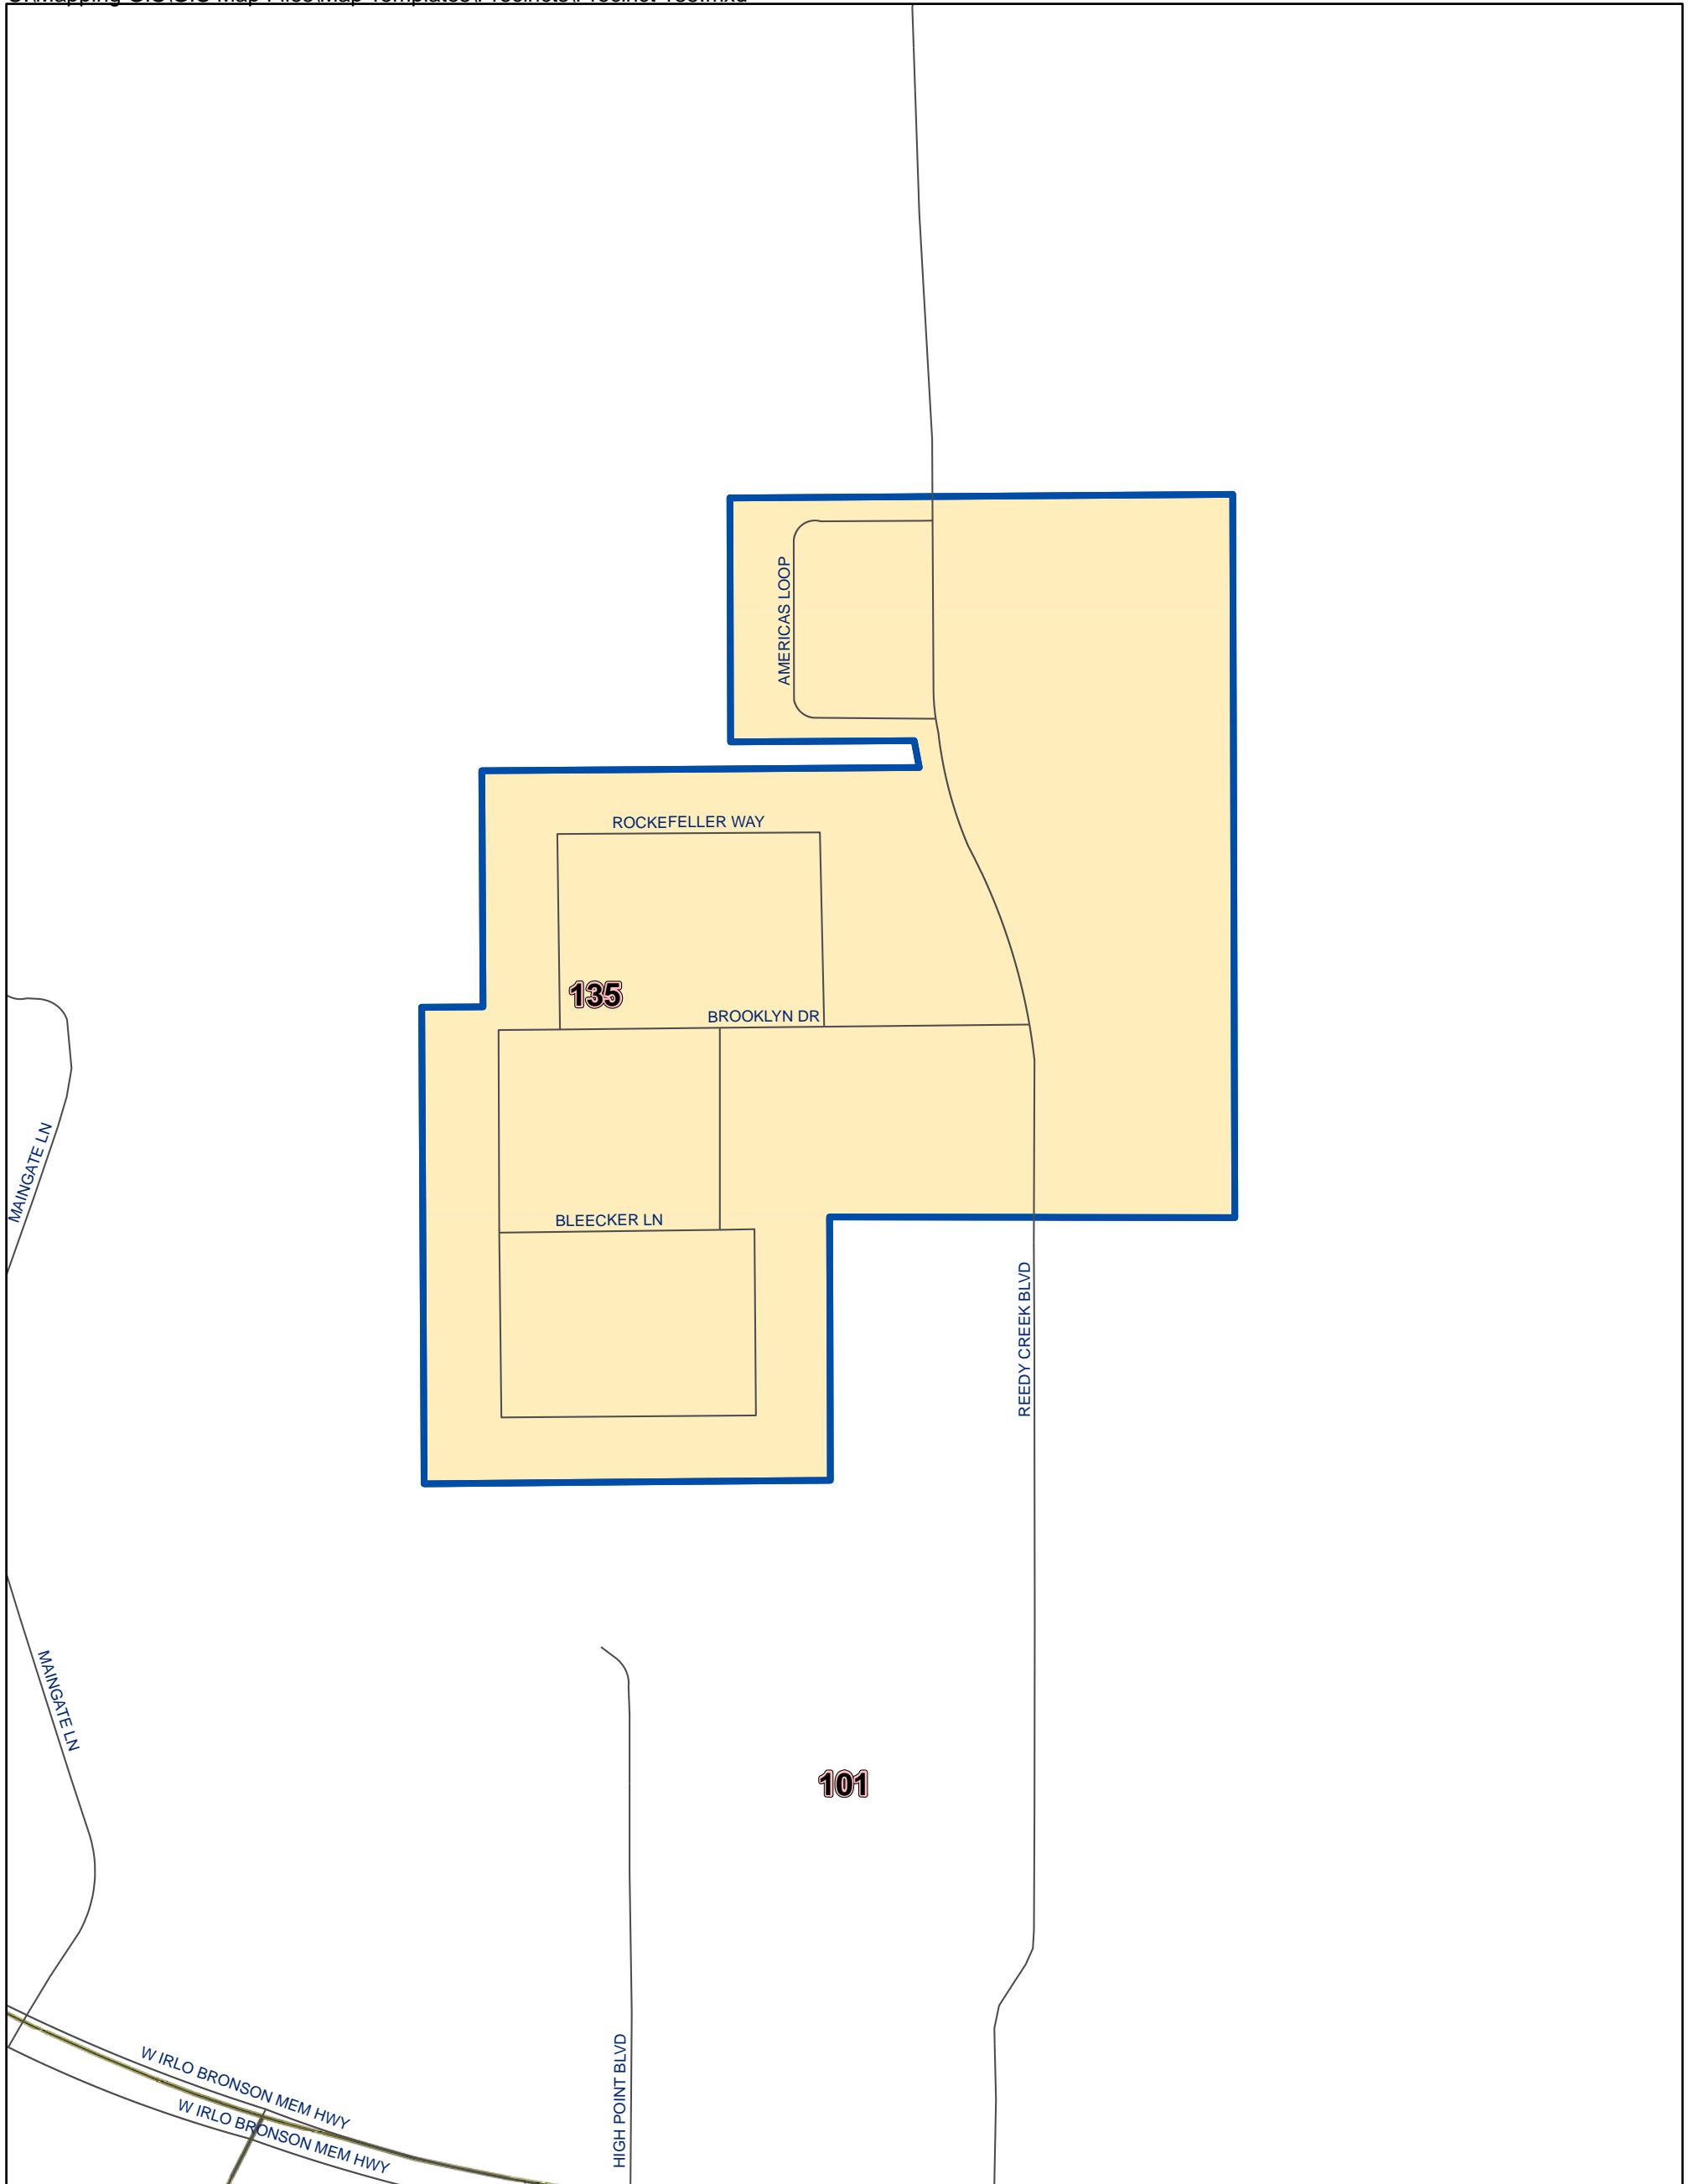 AMERICAS LOOP
ROCKEFELLER WAY
135
BROOKLYN DR
MAINGATE LN
BLEECKER LN
REEDY CREEK BLVD
MAINGATE LN
101
W IRLO BRONSON MEM HWY
W IRLO BRONSON MEM HWY
HIGH POINT BLVD